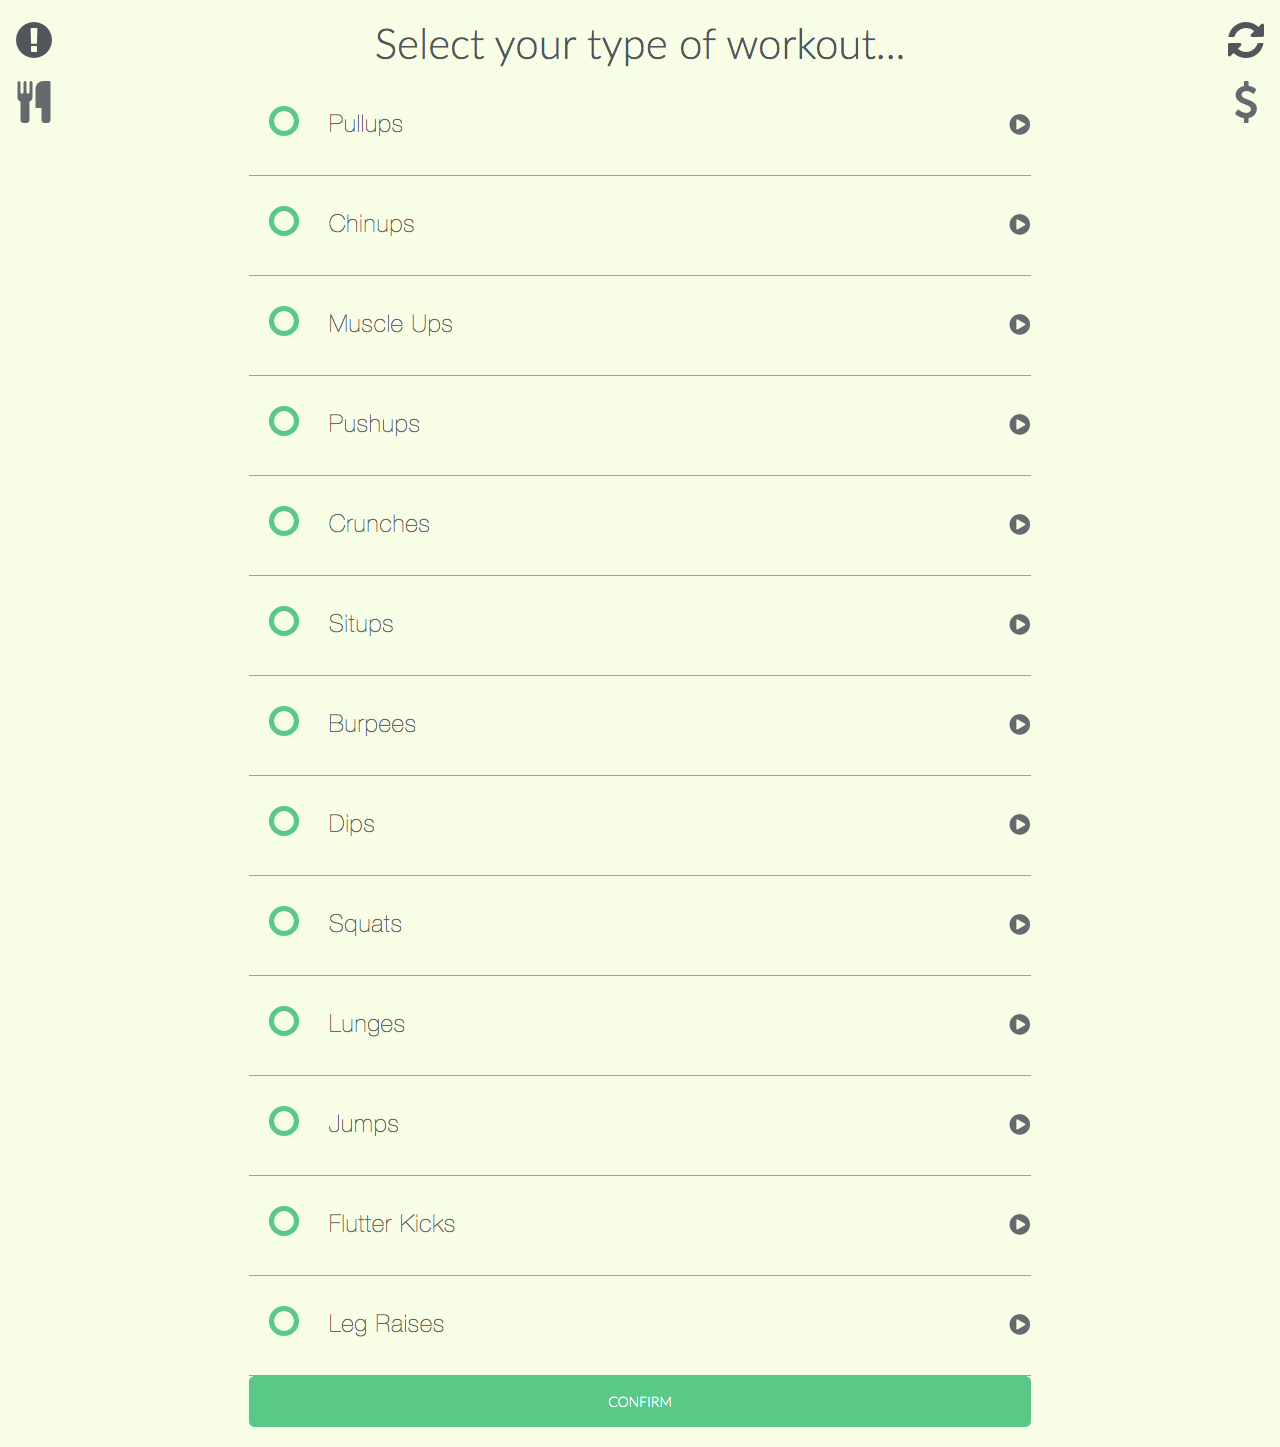 Select your type of workout...
Pullups
Chinups
Muscle Ups
Pushups
Crunches
Situps
Burpees
Dips
Squats
Lunges
Jumps
Flutter Kicks
Leg Raises
CONFIRM